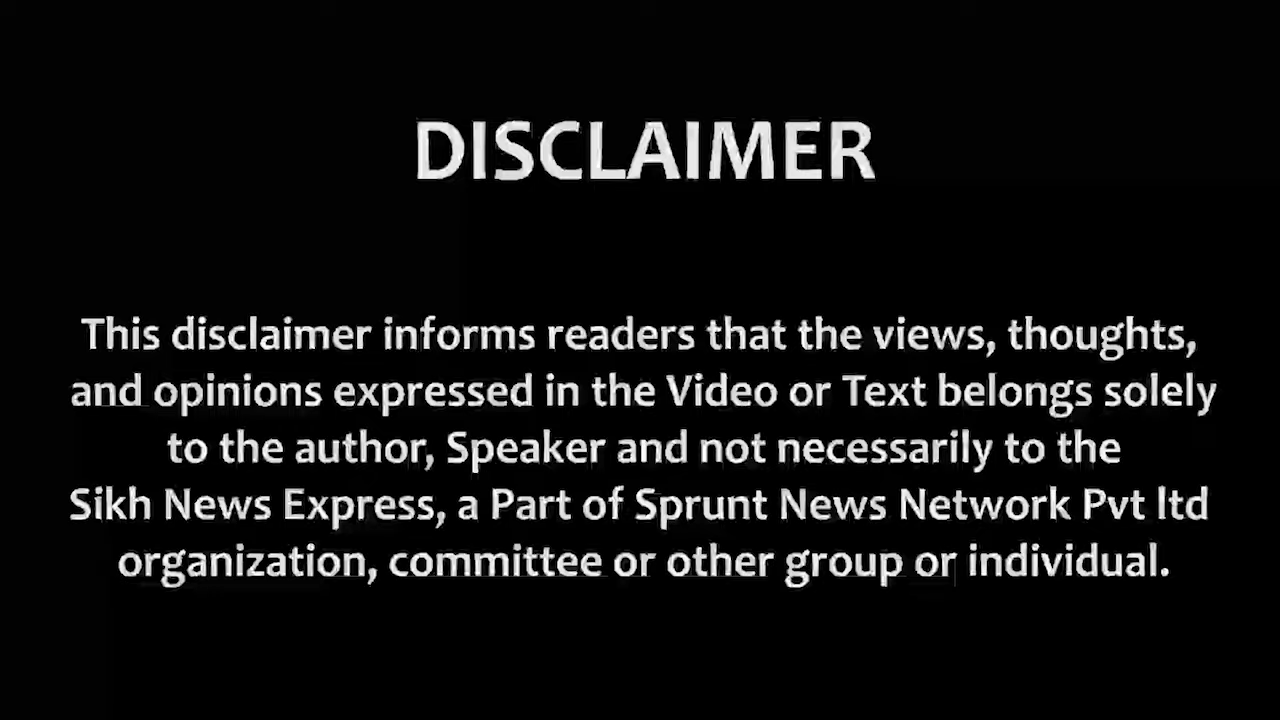 DISCLAIMER
This disclaimer informs readers that the views, thoughts,
and opinions expressed in the Video or Text belongs solely
to the author, Speaker and not necessarily to the
Sikh News Express, a Part of Sprunt News Network Pvt ltd
organization, committee or other group or individual.